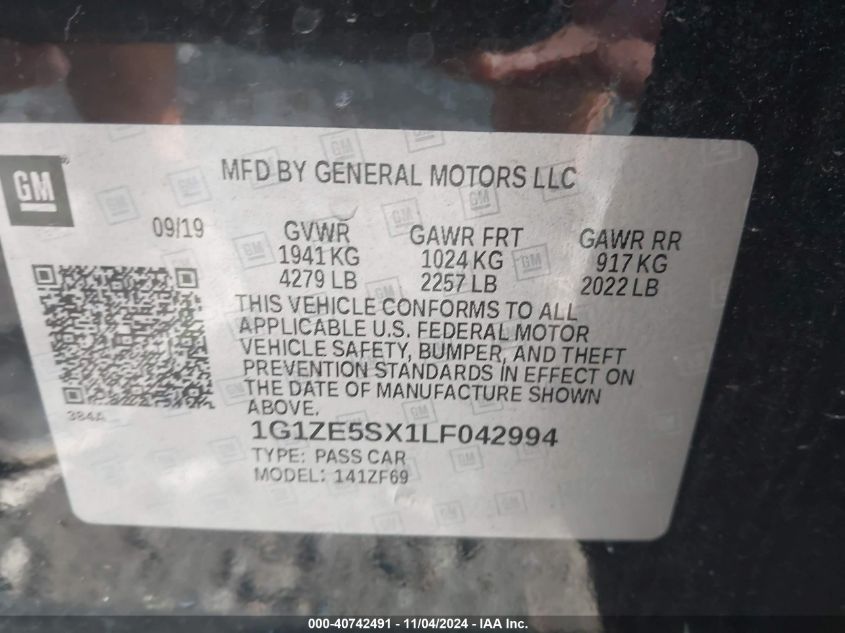 GM
MFD BY GENERAL MOTORS LLC
09/19
GVWR
1941 KG
4279 LB
GAWR FRT
1024 KG
2257 LB
GAWR RR
917 KG
2022 LB
THIS VEHICLE CONFORMS TO ALL
APPLICABLE U.S. FEDERAL MOTOR
VEHICLE SAFETY, BUMPER, AND THEFT
PREVENTION STANDARDS IN EFFECT ON
THE DATE OF MANUFACTURE SHOWN
ABOVE.
384A
1G1ZE5SX1LF042994
TYPE: PASS CAR
MODEL: 141ZF69
000-40742491 - 11/04/2024 - IAA Inc.